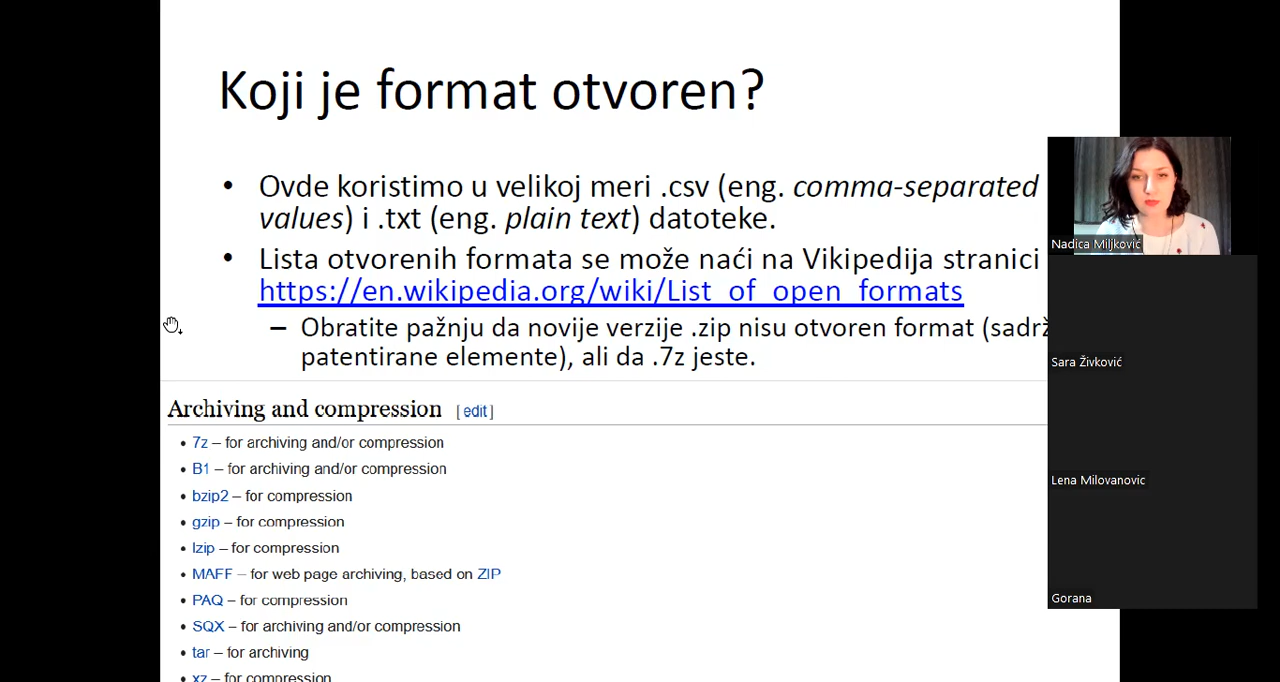 Koji je format otvoren?
• Ovde koristimo u velikoj meri .csv (eng. comma-separated
values) i .txt (eng. plain text) datoteke.
• Lista otvorenih formata se može naći na Vikipedija stranici
https://en.wikipedia.org/wiki/List_of_open_formats
– Obratite pažnju da novije verzije .zip nisu otvoren format
patentirane elemente), ali da .7z jeste.
Archiving and compression [ edit ]
• 7z – for archiving and/or compression
• B1 – for archiving and/or compression
• bzip2 – for compression
• gzip – for compression
• lzip – for compression
• MAFF – for web page archiving, based on ZIP
• PAQ – for compression
• SQX – for archiving and/or compression
• tar – for archiving
• xz – for compression
Nadica Miljković
Sara Živković
Lena Milovanovic
Gorana